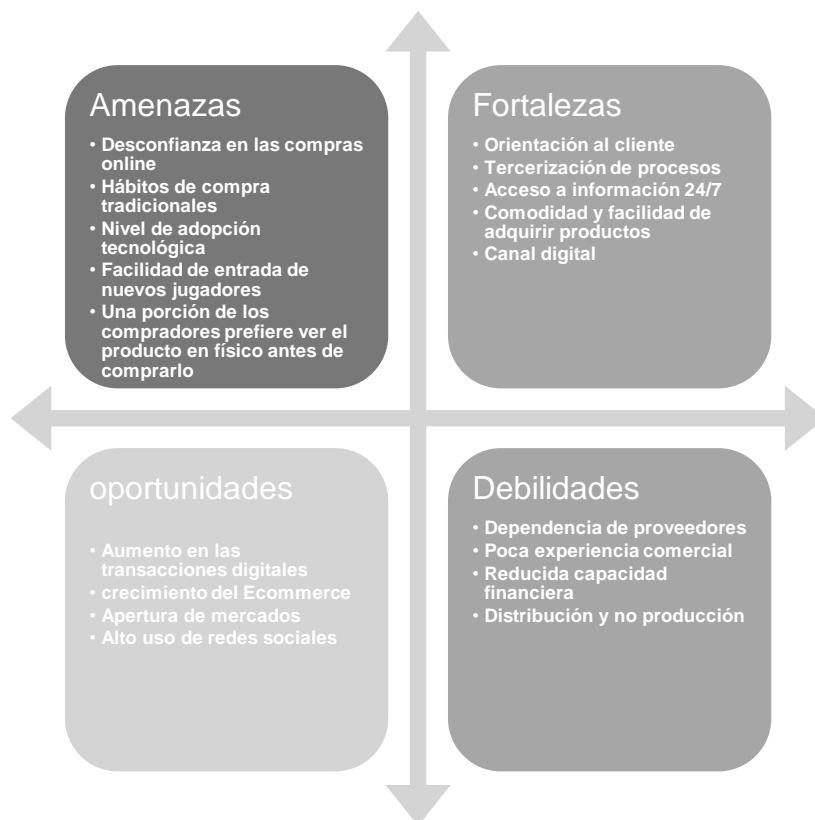 Amenazas
• Desconfianza en las compras
online
• Hábitos de compra
tradicionales
• Nivel de adopción
tecnológica
• Facilidad de entrada de
nuevos jugadores
• Una porción de los
compradores prefiere ver el
producto en físico antes de
comprarlo
Fortalezas
• Orientación al cliente
• Tercerización de procesos
• Acceso a información 24/7
• Comodidad y facilidad de
adquirir productos
• Canal digital
oportunidades
• Aumento en las
transacciones digitales
• crecimiento del Ecommerce
• Apertura de mercados
• Alto uso de redes sociales
Debilidades
• Dependencia de proveedores
• Poca experiencia comercial
• Reducida capacidad
financiera
• Distribución y no producción